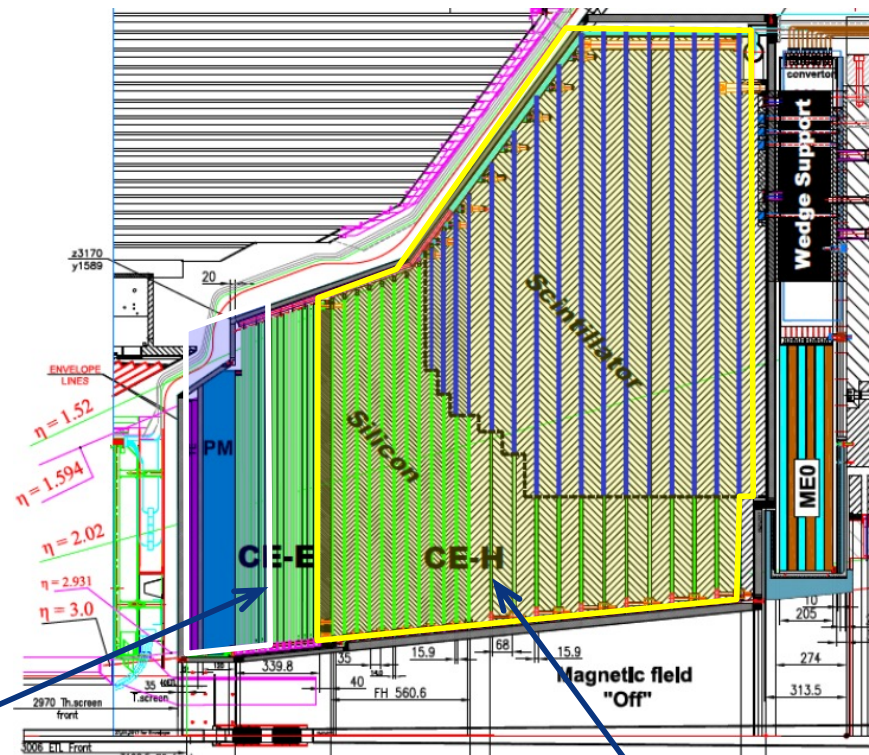 convertor
Wedge Support
z3170
y1589
20
ENVELOPE
LINES
η = 1.52
η = 1.594
η = 2.02
η = 2.931
η = 3.0
PM
Scintillator
Silicon
CE-E
CE-H
ME0
10
205
274
313.5
339.8
35
40
15.9
68
15.9
FH 560.6
Magnetic field
"Off"
35
T.screen
2970 Th.screen
front
3006 ETL Front